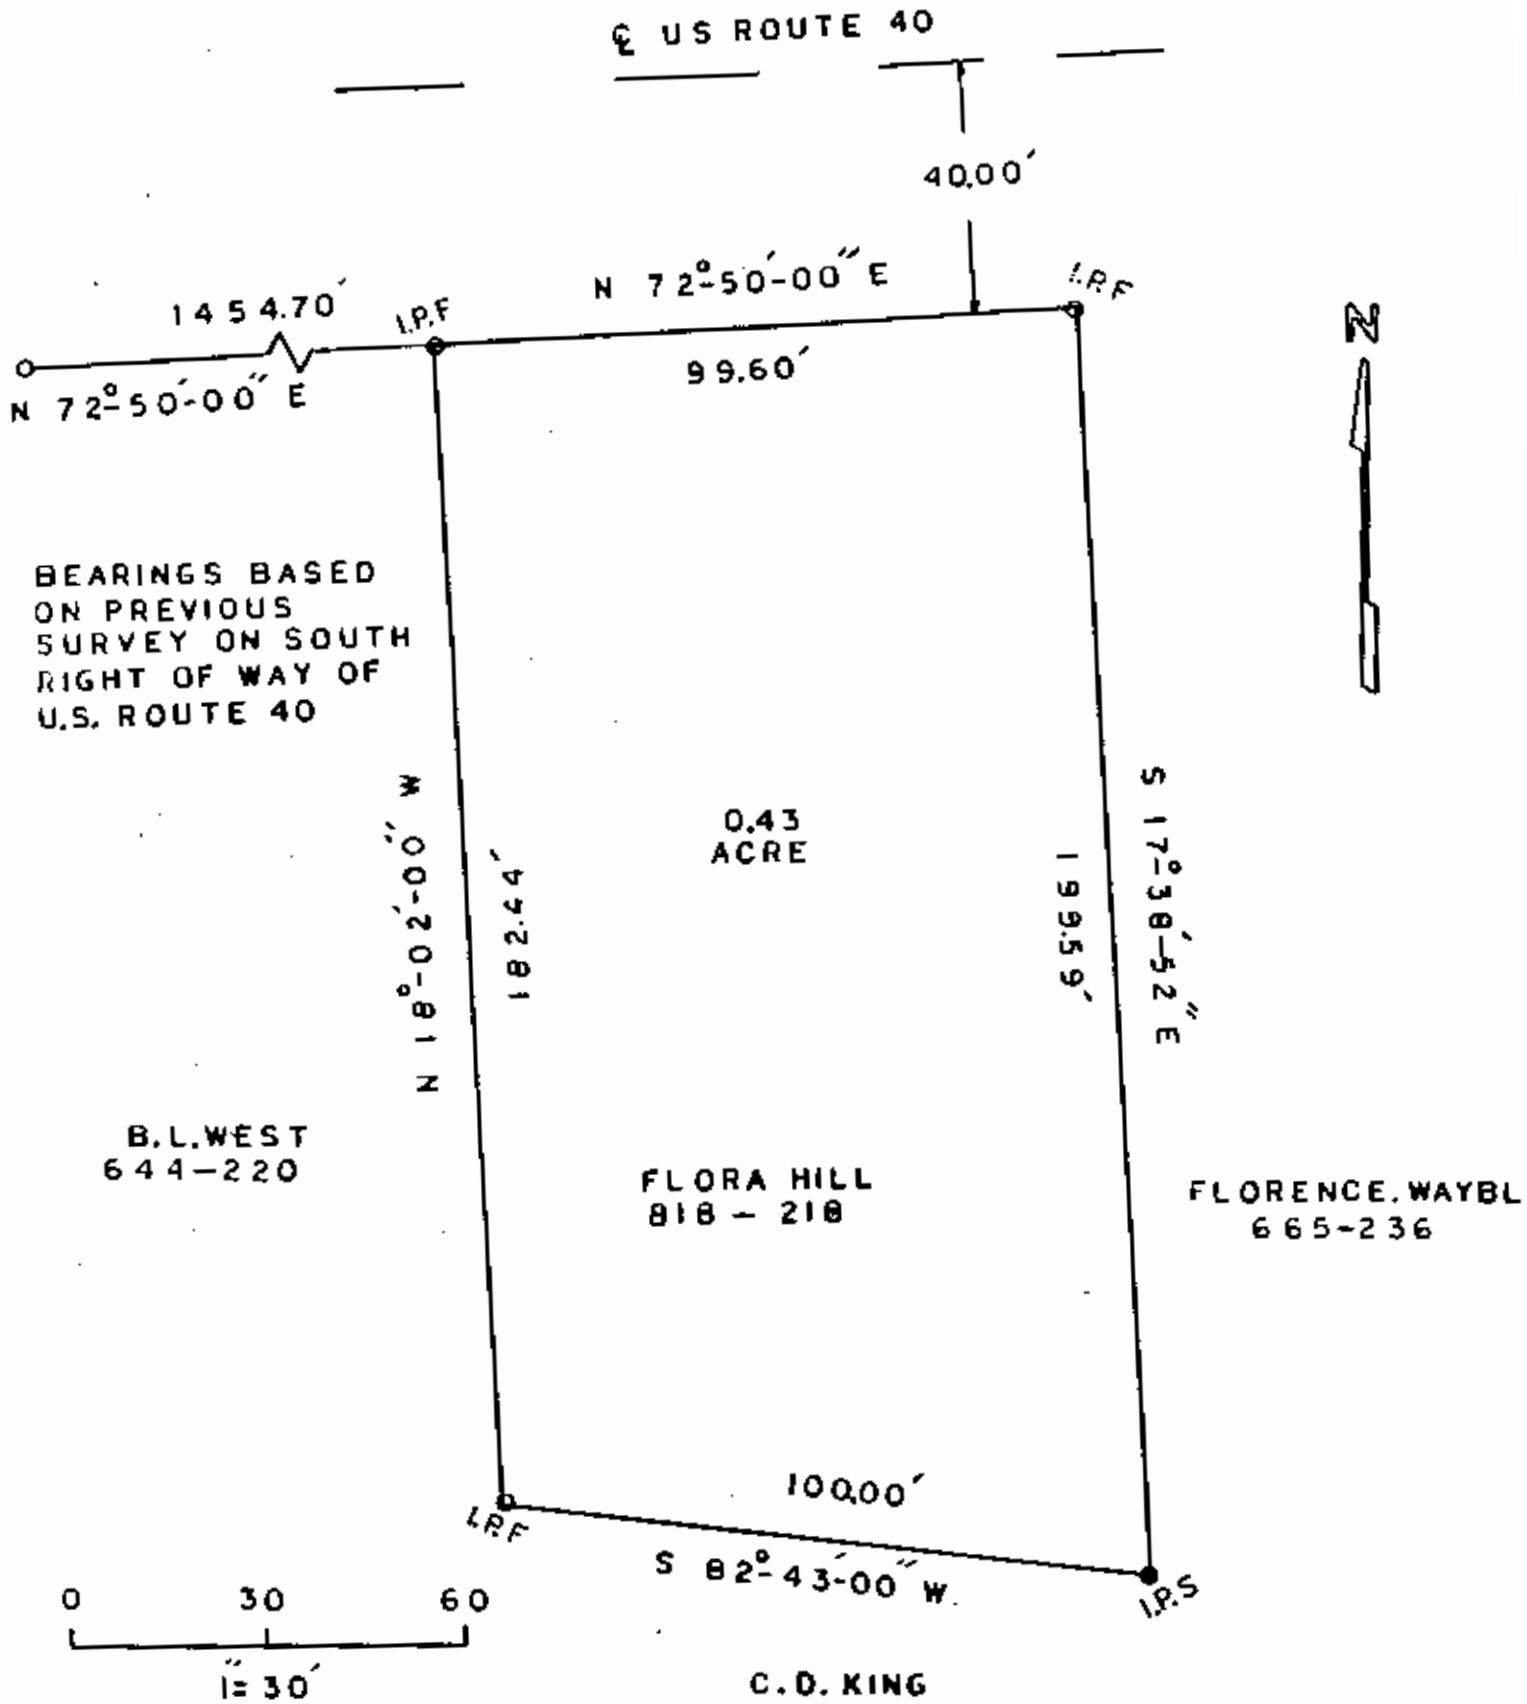 ℄ US ROUTE 40
40.00'
N 72°-50'-00" E
I.P.F
1454.70'
I.P.F
99.60'
N 72°-50'-00" E
N
BEARINGS BASED
ON PREVIOUS
SURVEY ON SOUTH
RIGHT OF WAY OF
U.S. ROUTE 40
N 18°-02'-00" W
182.44'
0.43
ACRE
199.59'
S 17°-38'-52" E
B.L.WEST
644-220
FLORA HILL
818 - 218
FLORENCE.WAYBL
665-236
100.00'
I.P.F
S 82°-43'-00" W
I.P.S
0 30 60
1"=30'
C.D. KING